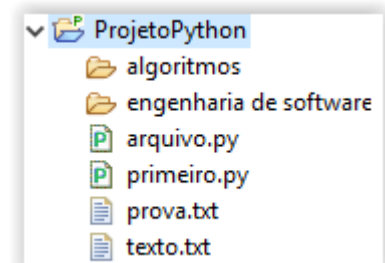 ProjetoPython
algoritmos
engenharia de software
arquivo.py
primeiro.py
prova.txt
texto.txt